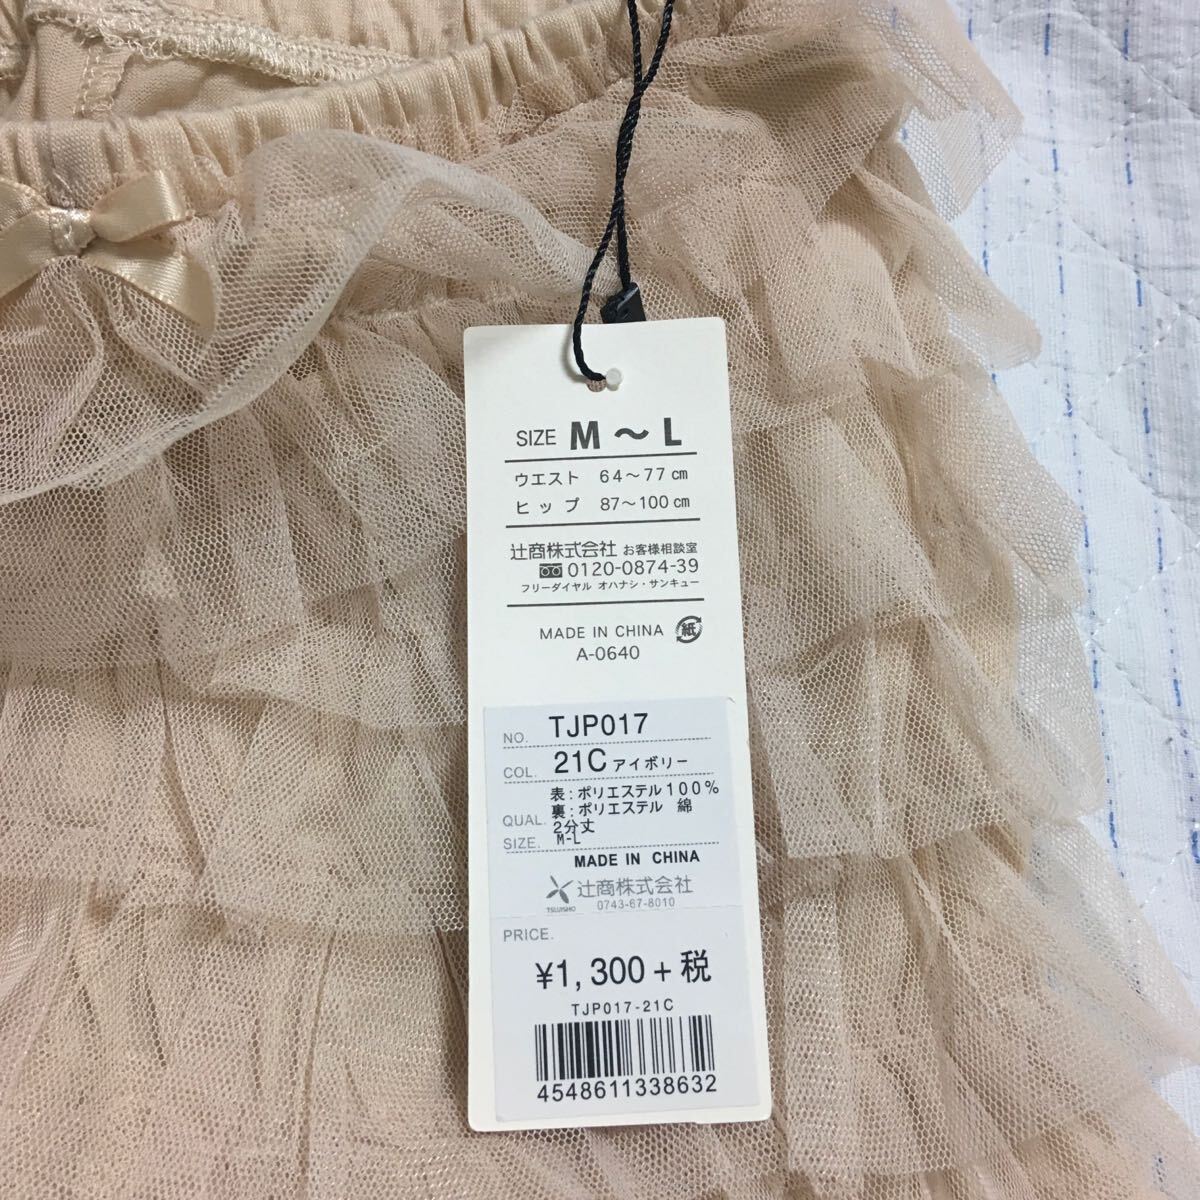 SIZE M～L
ウエスト 64～77㎝
ヒップ 87～100㎝
辻商株式会社 お客様相談室
0120-0874-39
フリーダイヤル オハナシ・サンキュー
MADE IN CHINA 紙
A-0640
NO. TJP017
COL. 21C アイボリー
表:ポリエステル100%
裏:ポリエステル 綿
QUAL. 2分丈
SIZE. M-L
MADE IN CHINA
辻商株式会社
TSUJISHO 0743-67-8010
PRICE.
¥1,300+税
TJP017-21C
4548611338632